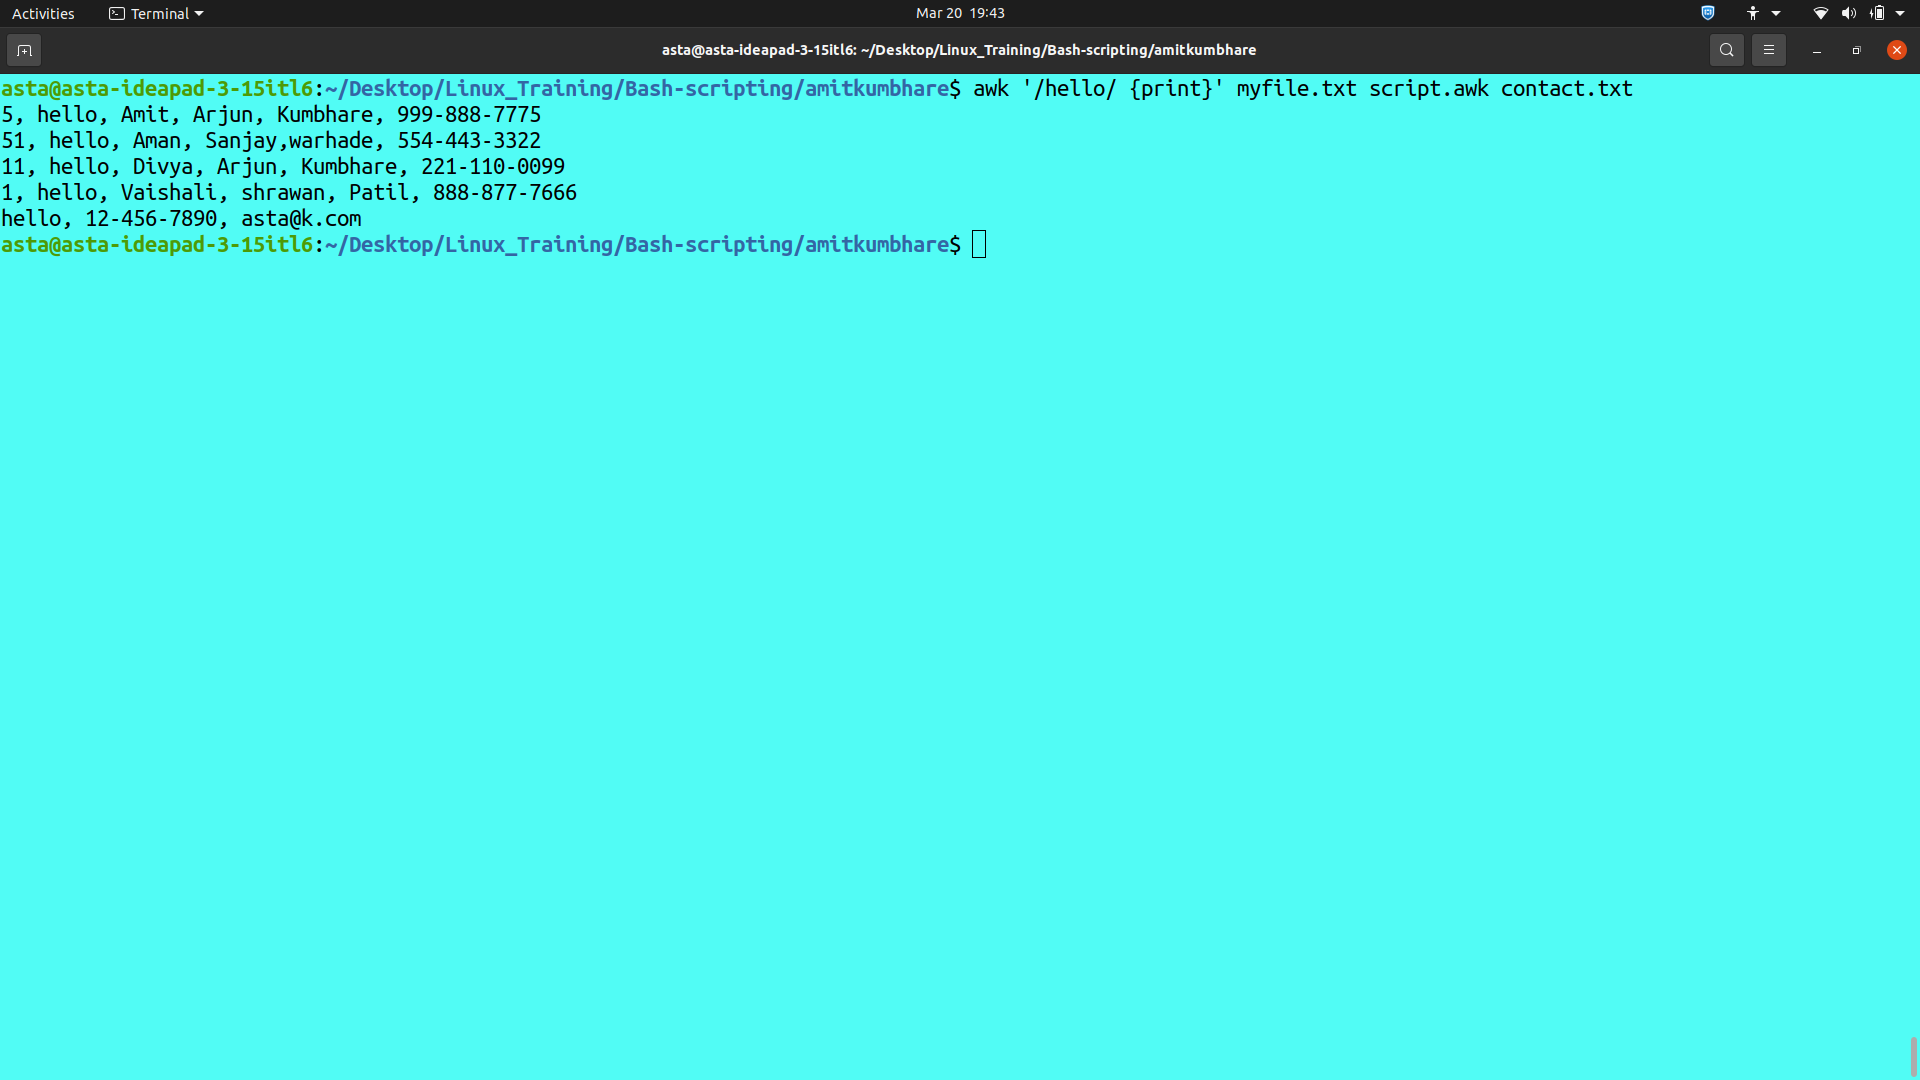 Activities Terminal Mar 20 19:43
asta@asta-ideapad-3-15itl6: ~/Desktop/Linux_Training/Bash-scripting/amitkumbhare
asta@asta-ideapad-3-15itl6:~/Desktop/Linux_Training/Bash-scripting/amitkumbhare$ awk '/hello/ {print}' myfile.txt script.awk contact.txt
5, hello, Amit, Arjun, Kumbhare, 999-888-7775
51, hello, Aman, Sanjay,warhade, 554-443-3322
11, hello, Divya, Arjun, Kumbhare, 221-110-0099
1, hello, Vaishali, shrawan, Patil, 888-877-7666
hello, 12-456-7890, asta@k.com
asta@asta-ideapad-3-15itl6:~/Desktop/Linux_Training/Bash-scripting/amitkumbhare$